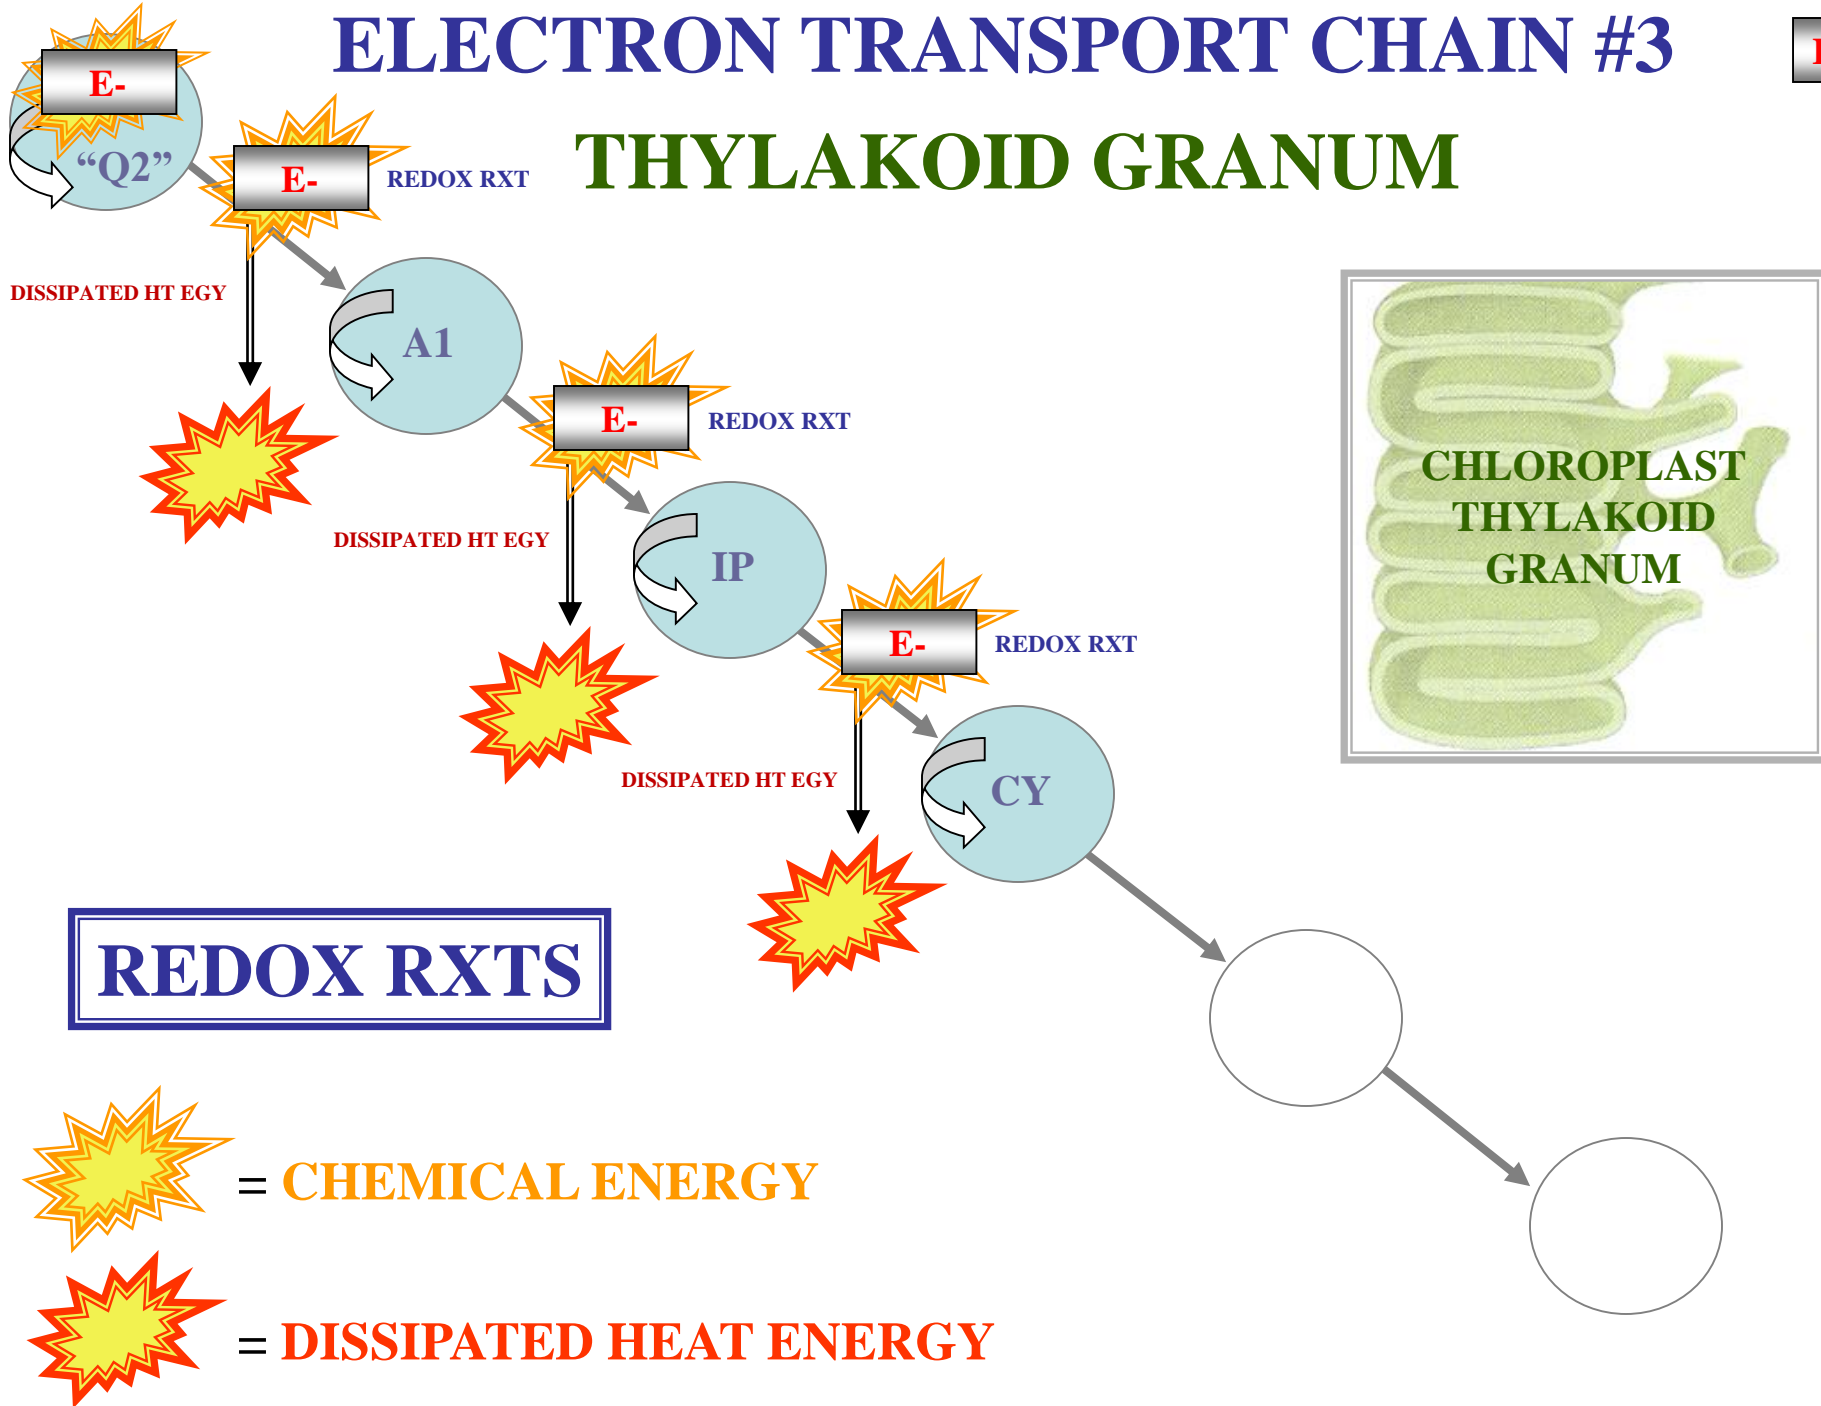 ELECTRON TRANSPORT CHAIN #3
THYLAKOID GRANUM
E-
“Q2”
E-
REDOX RXT
DISSIPATED HT EGY
A1
E-
REDOX RXT
DISSIPATED HT EGY
IP
E-
REDOX RXT
DISSIPATED HT EGY
CY
CHLOROPLAST
THYLAKOID
GRANUM
REDOX RXTS
= CHEMICAL ENERGY
= DISSIPATED HEAT ENERGY